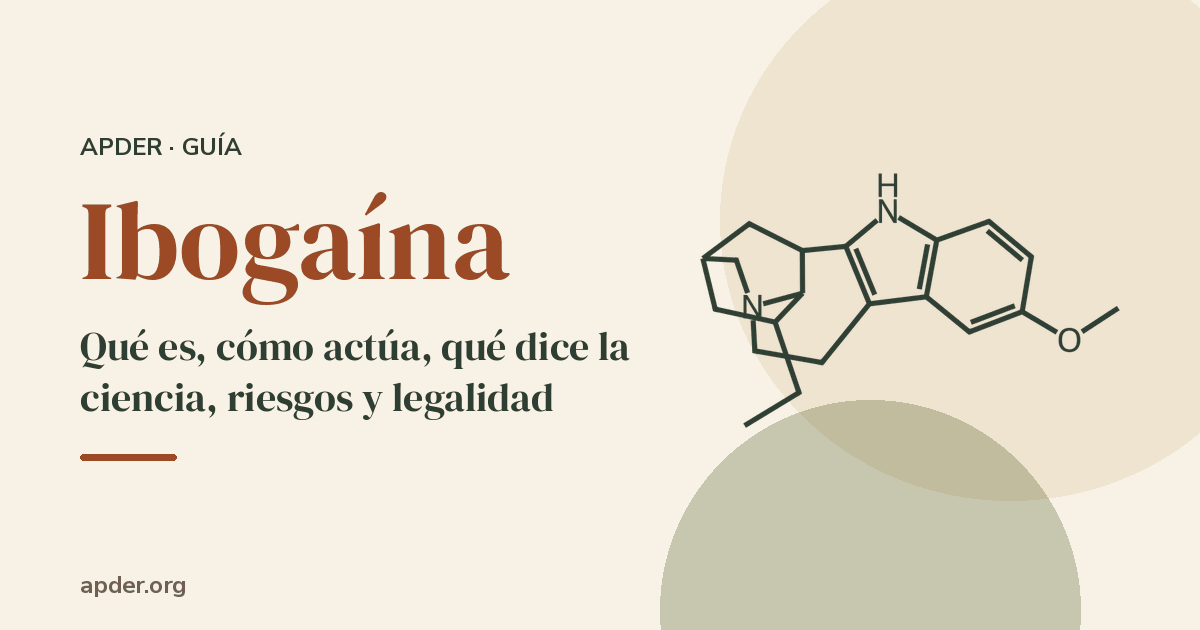 APDER · GUÍA
Ibogaína
Qué es, cómo actúa, qué dice la
ciencia, riesgos y legalidad
apder.org
H
N
N
O